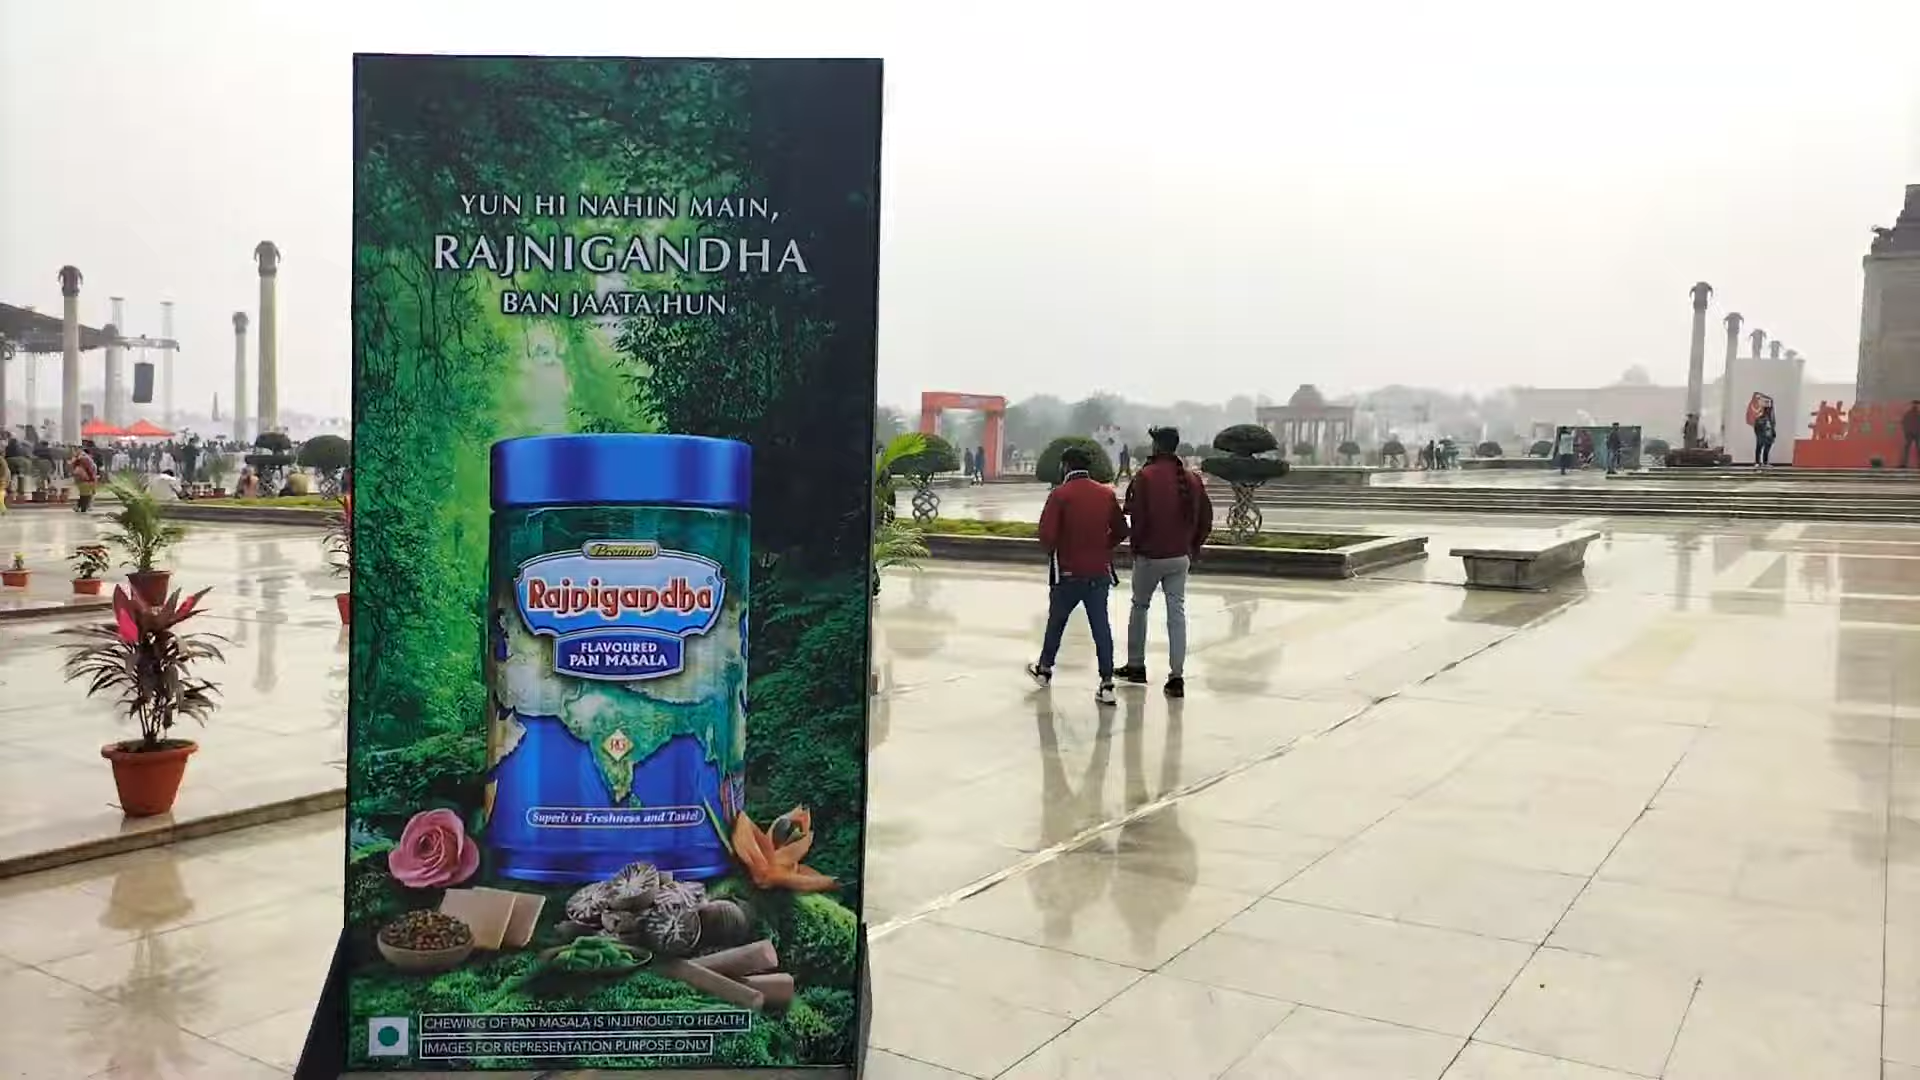 YUN HI NAHIN MAIN,
RAJNIGANDHA
BAN JAATA HUN.
Premium
Rajnigandha
FLAVOURED
PAN MASALA
RG
Superb in Freshness and Taste!
CHEWING OF PAN MASALA IS INJURIOUS TO HEALTH.
IMAGES FOR REPRESENTATION PURPOSE ONLY